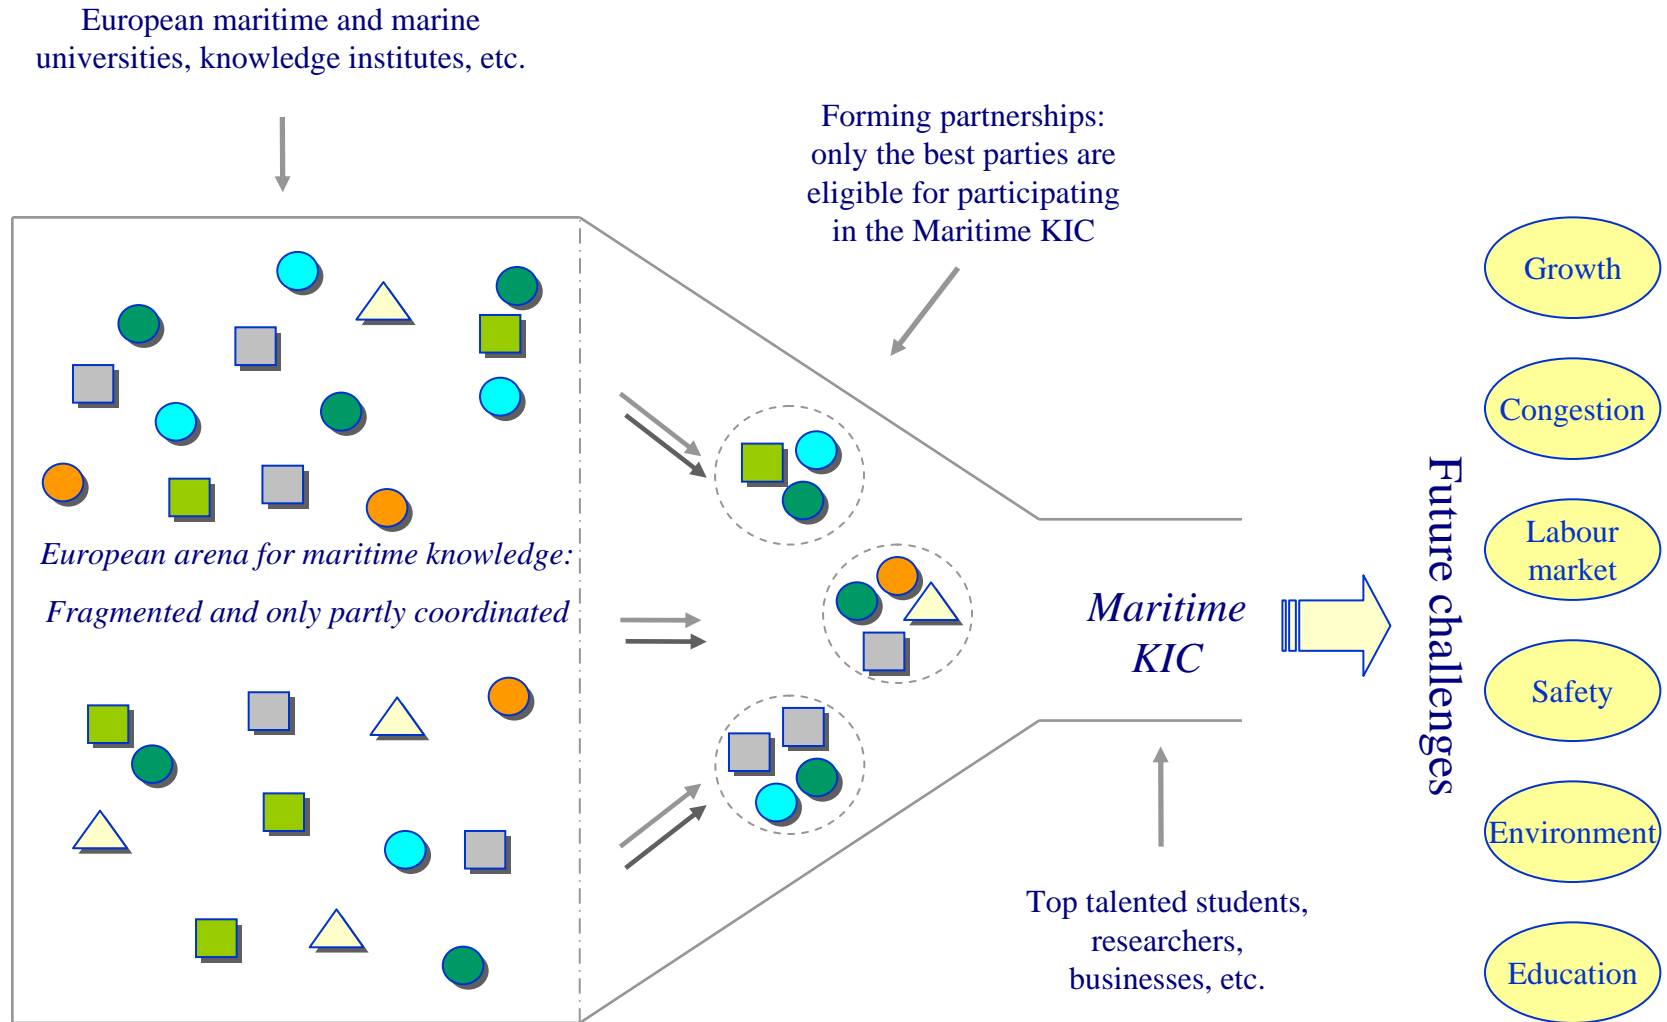 European maritime and marine
universities, knowledge institutes, etc.
Forming partnerships:
only the best parties are
eligible for participating
in the Maritime KIC
European arena for maritime knowledge:
Fragmented and only partly coordinated
Maritime
KIC
Top talented students,
researchers,
businesses, etc.
Future challenges
Growth
Congestion
Labour
market
Safety
Environment
Education